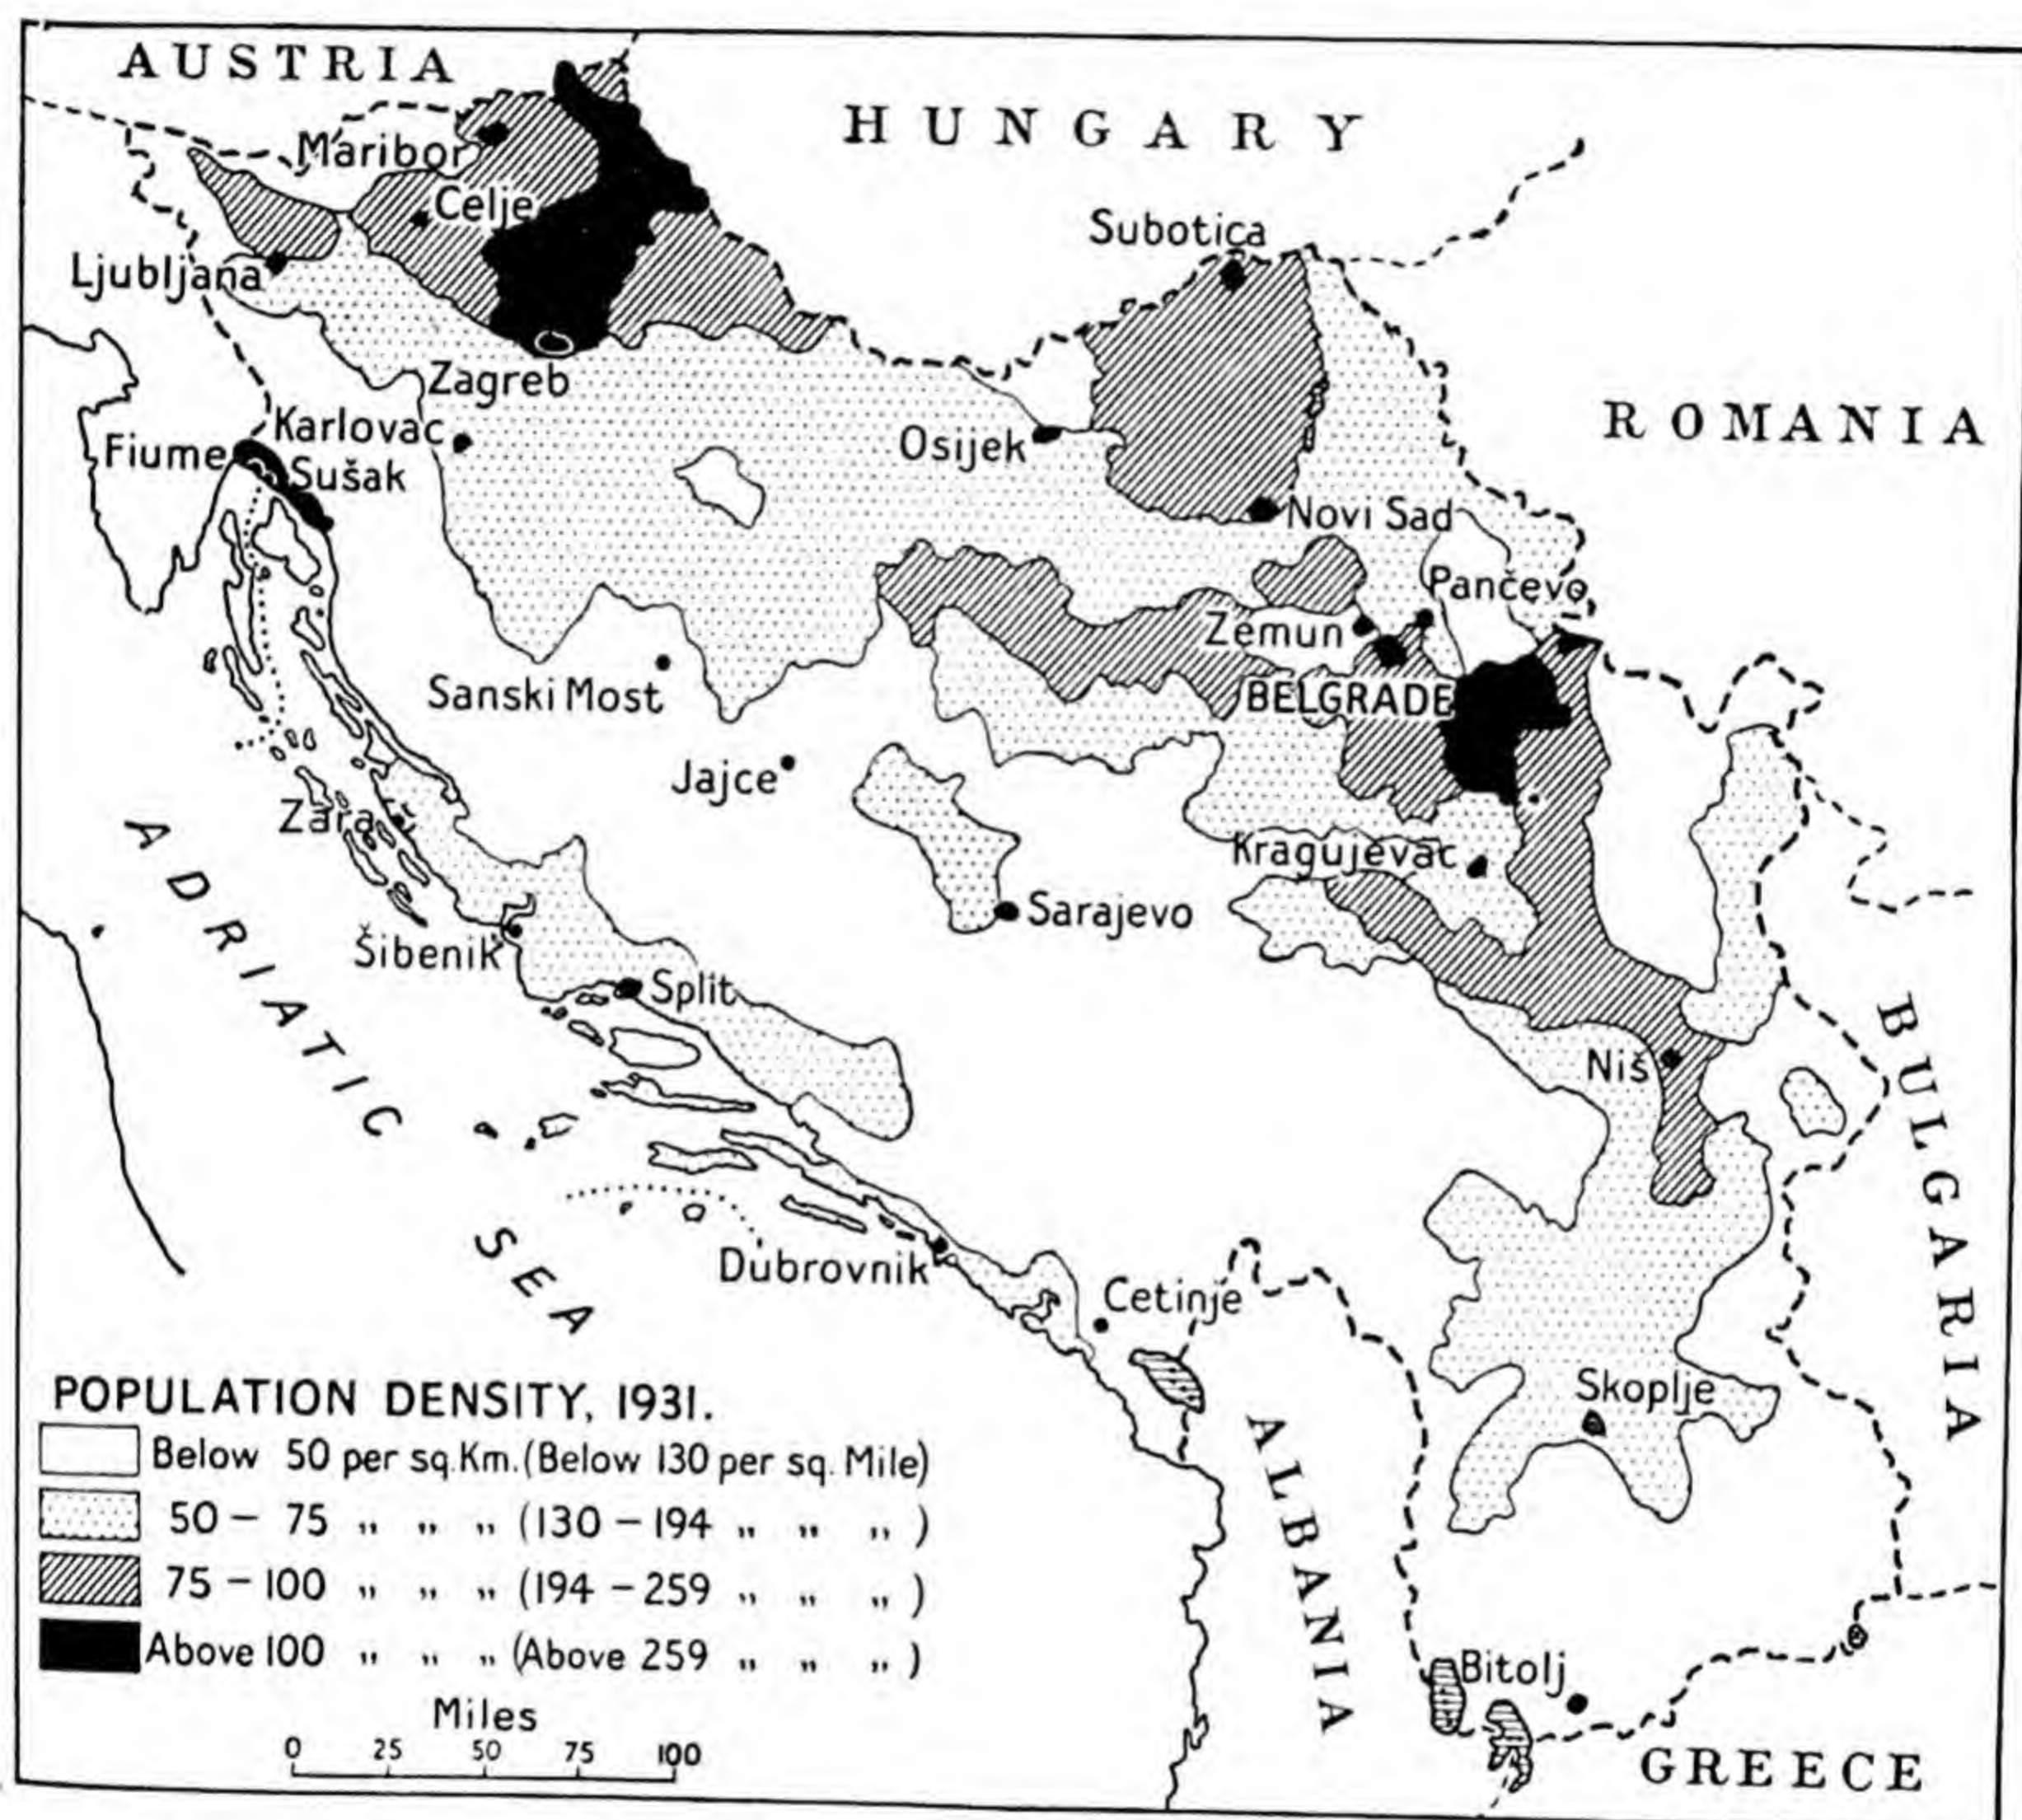 AUSTRIA
HUNGARY
Maribor
Celje
Subotica
Ljubljana
ROMANIA
Zagreb
Karlovac
Osijek
Fiume
Sušak
Novi Sad
Pančevo
Zemun
Sanski Most
BELGRADE
Jajce
Zara
Kragujevac
ADRIATIC
SEA
Sarajevo
Šibenik
Split
BULGARIA
Niš
Dubrovnik
Cetinje
Skoplje
ALBANIA
Bitolj
GREECE
POPULATION DENSITY, 1931.
Below 50 per sq. Km. (Below 130 per sq. Mile)
50 – 75 „ „ „ (130 – 194 „ „ „ )
75 – 100 „ „ „ (194 – 259 „ „ „ )
Above 100 „ „ „ (Above 259 „ „ „ )
Miles
0 25 50 75 100